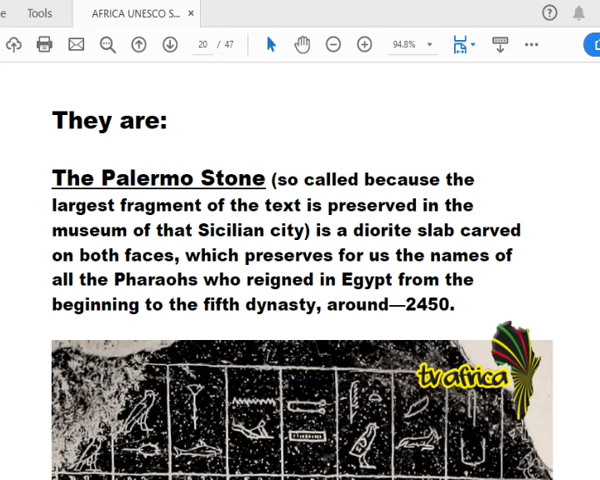 e Tools AFRICA UNESCO S... ×
20 / 47 94.8%
They are:
The Palermo Stone (so called because the
largest fragment of the text is preserved in the
museum of that Sicilian city) is a diorite slab carved
on both faces, which preserves for us the names of
all the Pharaohs who reigned in Egypt from the
beginning to the fifth dynasty, around—2450.
tv africa